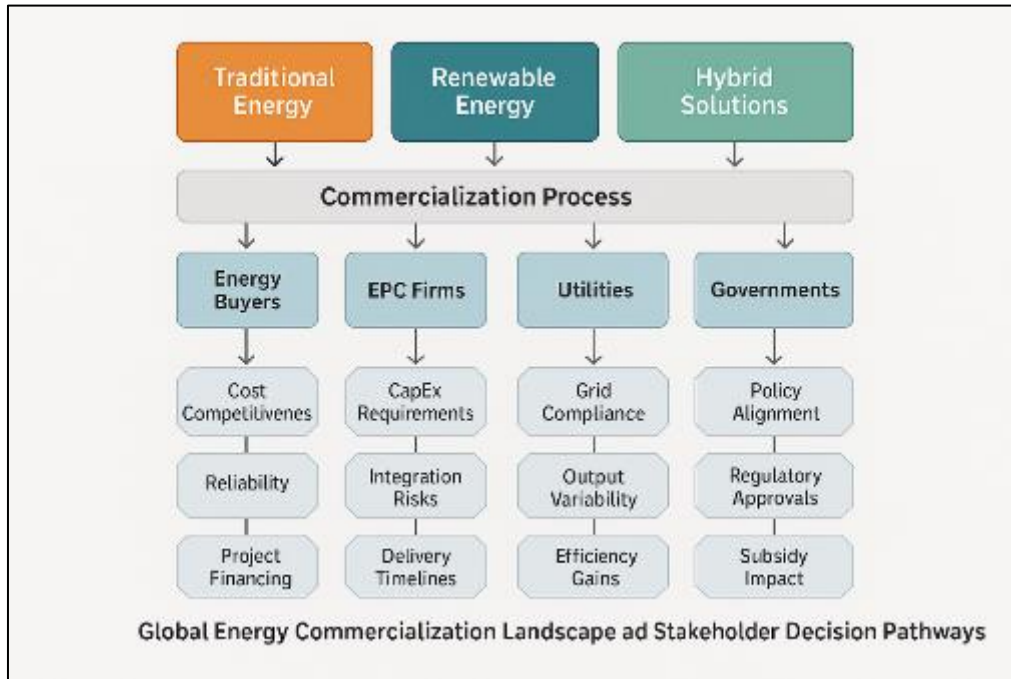 Traditional
Energy
Renewable
Energy
Hybrid
Solutions
Commercialization Process
Energy
Buyers
EPC Firms
Utilities
Governments
Cost
Competitivenes
CapEx
Requirements
Grid
Compliance
Policy
Alignment
Reliability
Integration
Risks
Output
Variability
Regulatory
Approvals
Project
Financing
Delivery
Timelines
Efficiency
Gains
Subsidy
Impact
Global Energy Commercialization Landscape ad Stakeholder Decision Pathways